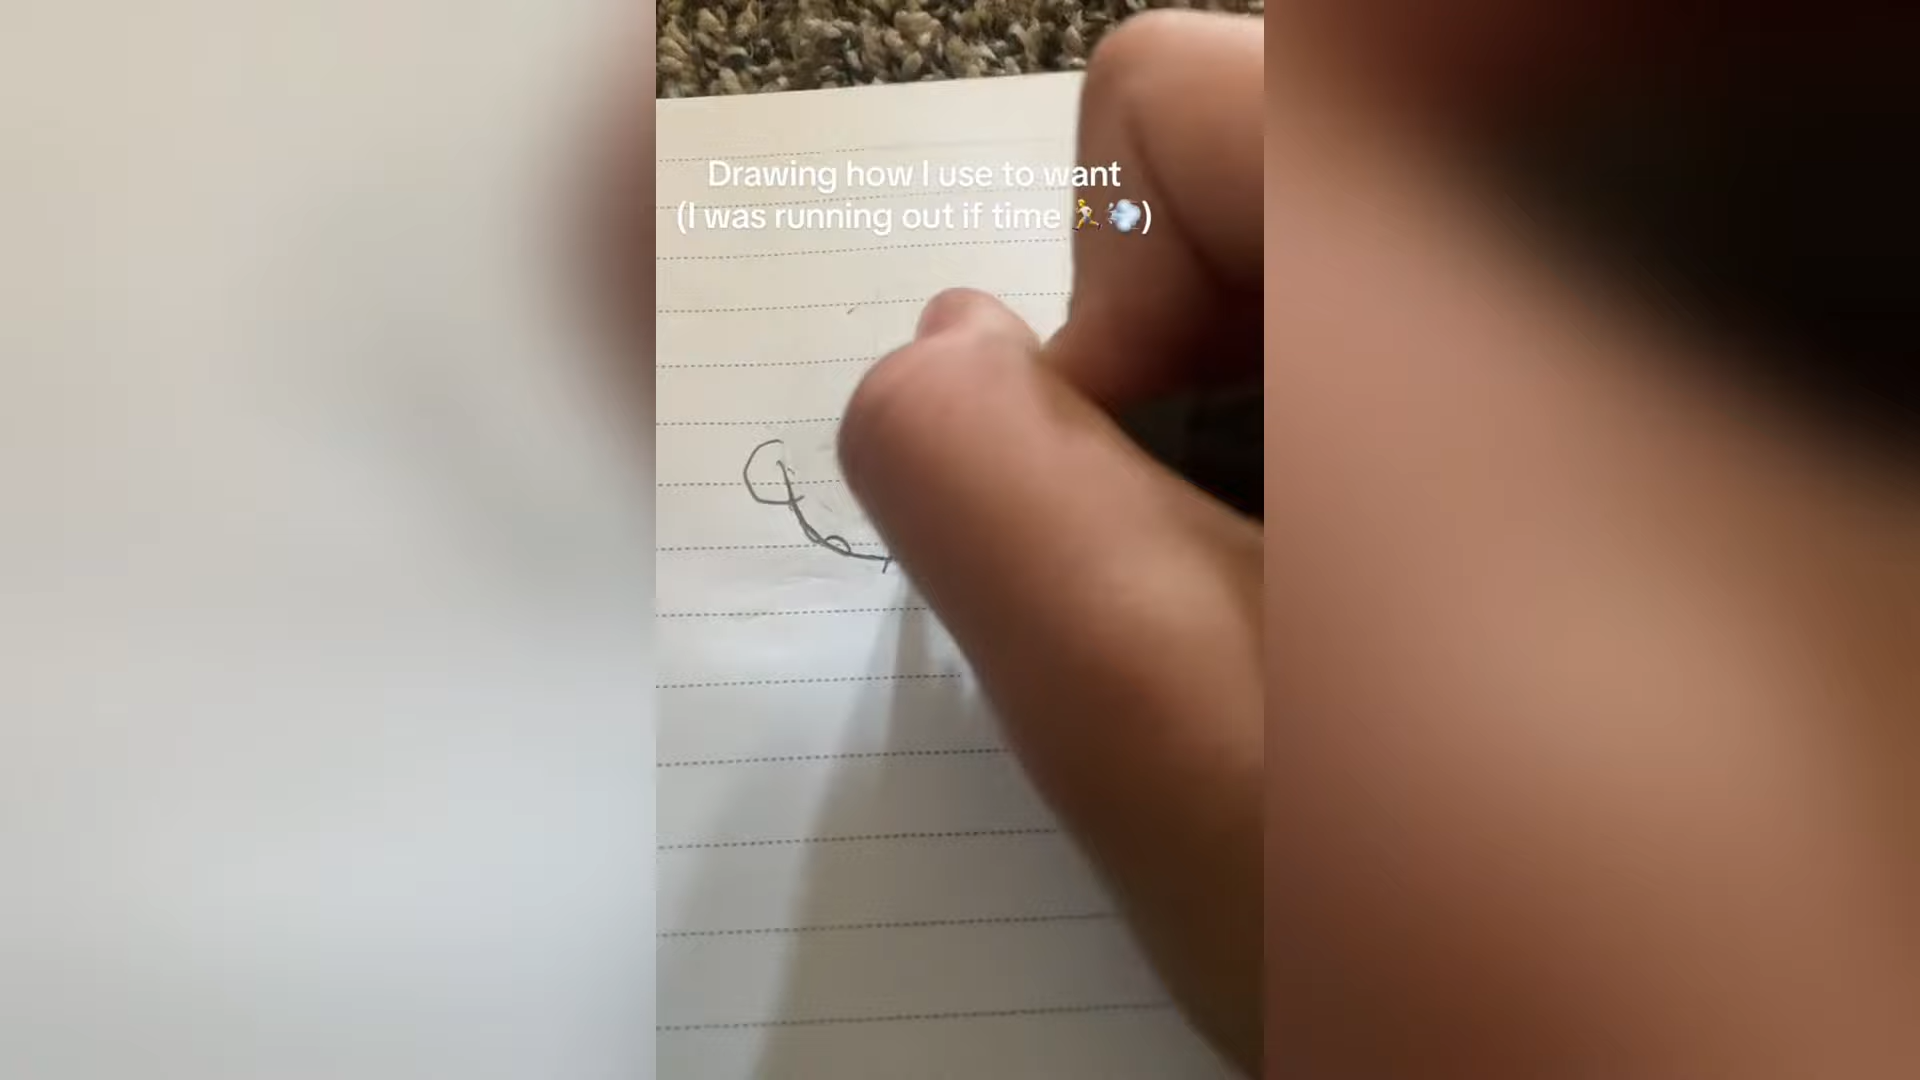 Drawing how I use to want
(I was running out if time 🏃💨)